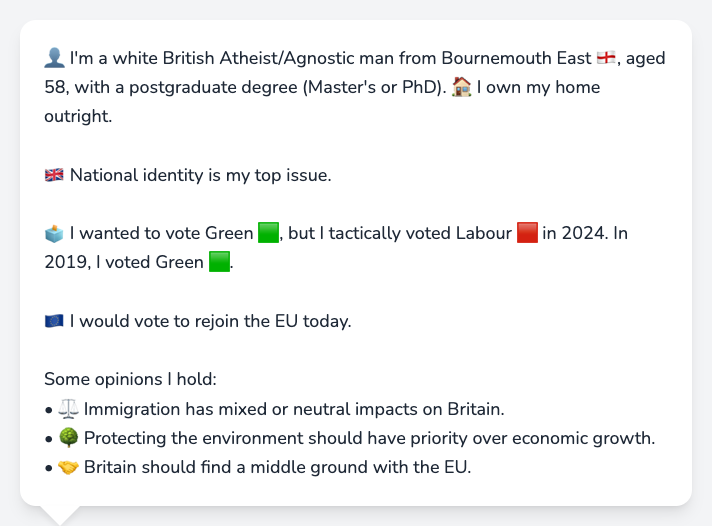 👤 I'm a white British Atheist/Agnostic man from Bournemouth East 🏴󠁧󠁢󠁥󠁮󠁧󠁿, aged
58, with a postgraduate degree (Master's or PhD). 🏠 I own my home
outright.
🇬🇧 National identity is my top issue.
🗳️ I wanted to vote Green 🟩, but I tactically voted Labour 🟥 in 2024. In
2019, I voted Green 🟩.
🇪🇺 I would vote to rejoin the EU today.
Some opinions I hold:
• ⚖️ Immigration has mixed or neutral impacts on Britain.
• 🌳 Protecting the environment should have priority over economic growth.
• 🤝 Britain should find a middle ground with the EU.